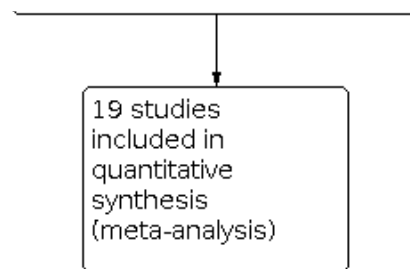 19 studies
included in
quantitative
synthesis
(meta-analysis)